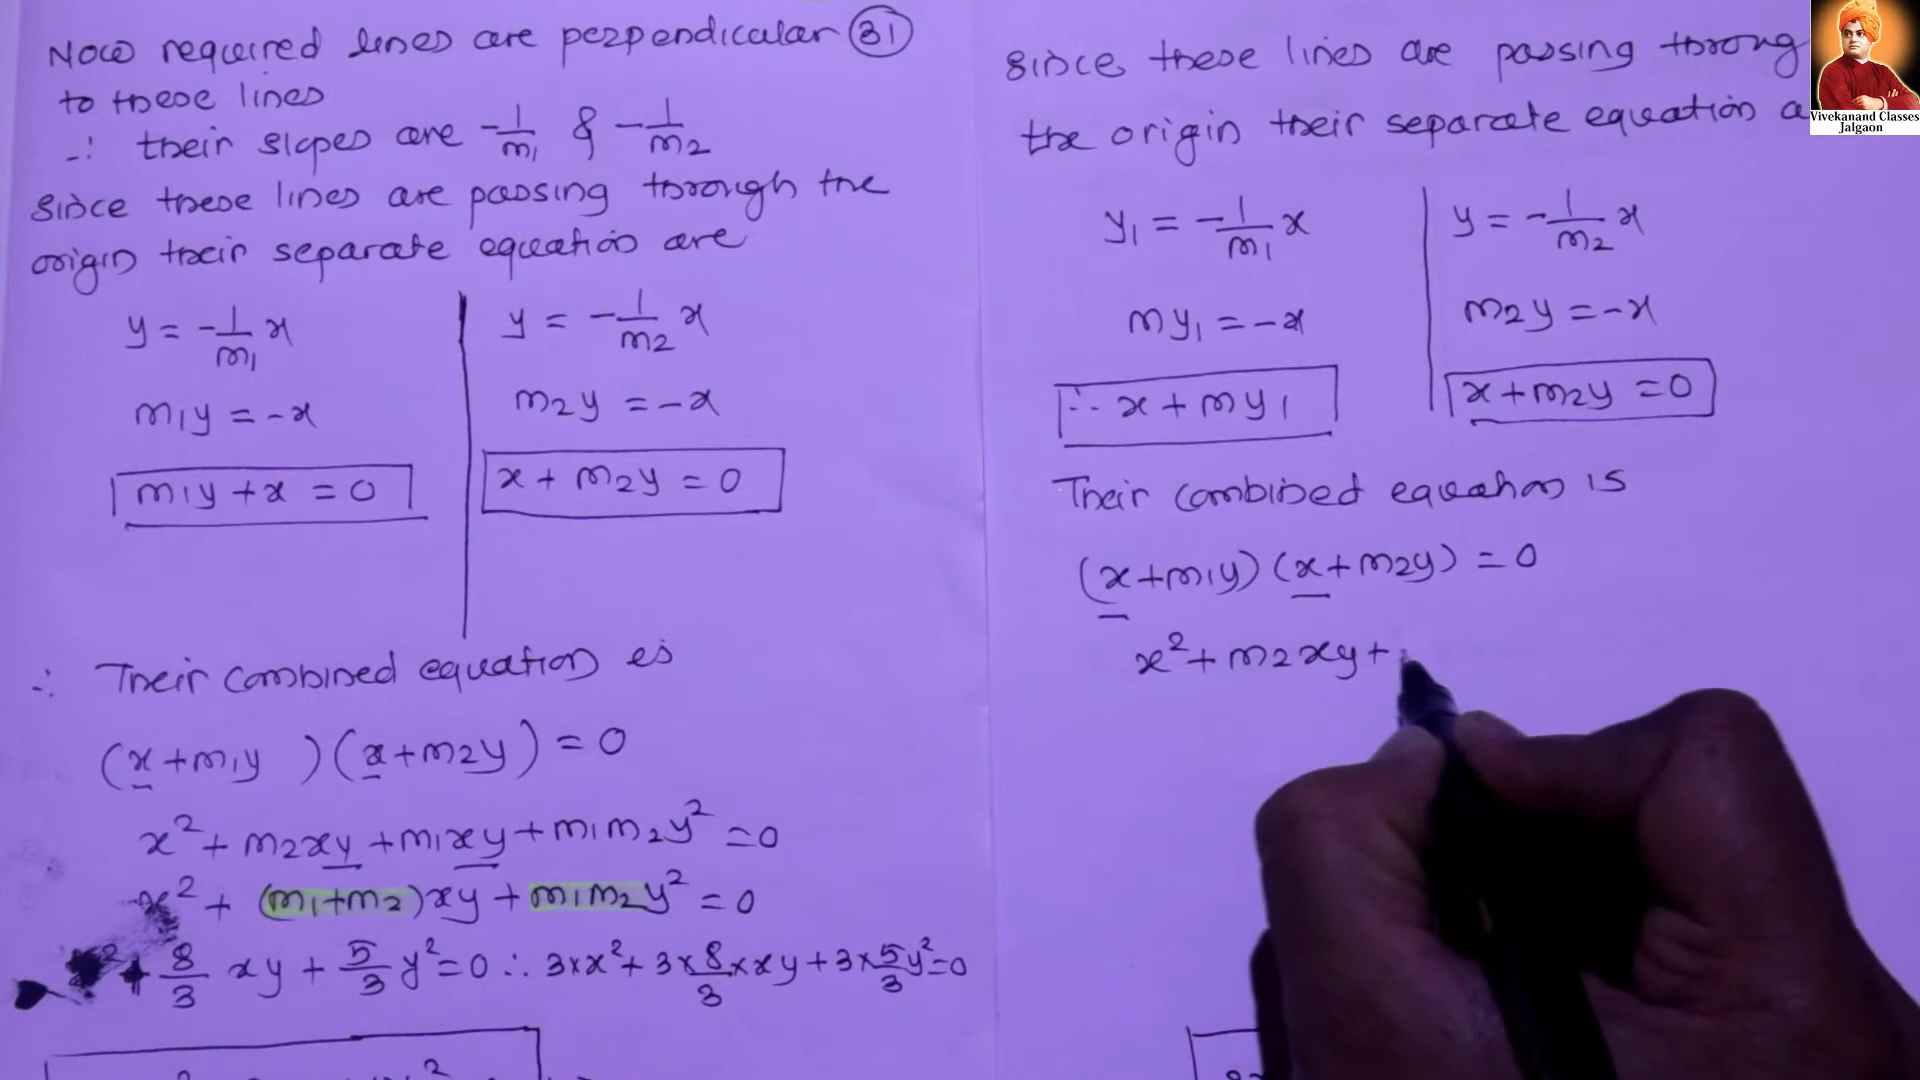 Now required lines are perpendicular 31
to these lines
∴ their slopes are -1/m1 & -1/m2
Since these lines are passing through the
origin their separate equation are
y = -1/m1 x
m1y = -x
m1y + x = 0
y = -1/m2 x
m2y = -x
x + m2y = 0
∴ Their combined equation is
(x + m1y ) (x + m2y) = 0
x² + m2xy + m1xy + m1m2y² = 0
x² + (m1+m2)xy + m1m2y² = 0
² + 8/3 xy + 5/3 y² = 0 ∴ 3×x² + 3×8/3×xy + 3×5/3y² = 0
Since these lines are passing throug
the origin their separate equation a
y1 = -1/m1 x
my1 = -x
∴ x + my1
y = -1/m2 x
m2y = -x
x + m2y = 0
Their combined equation is
(x + m1y) (x + m2y) = 0
x² + m2xy +
Vivekanand Classes
Jalgaon